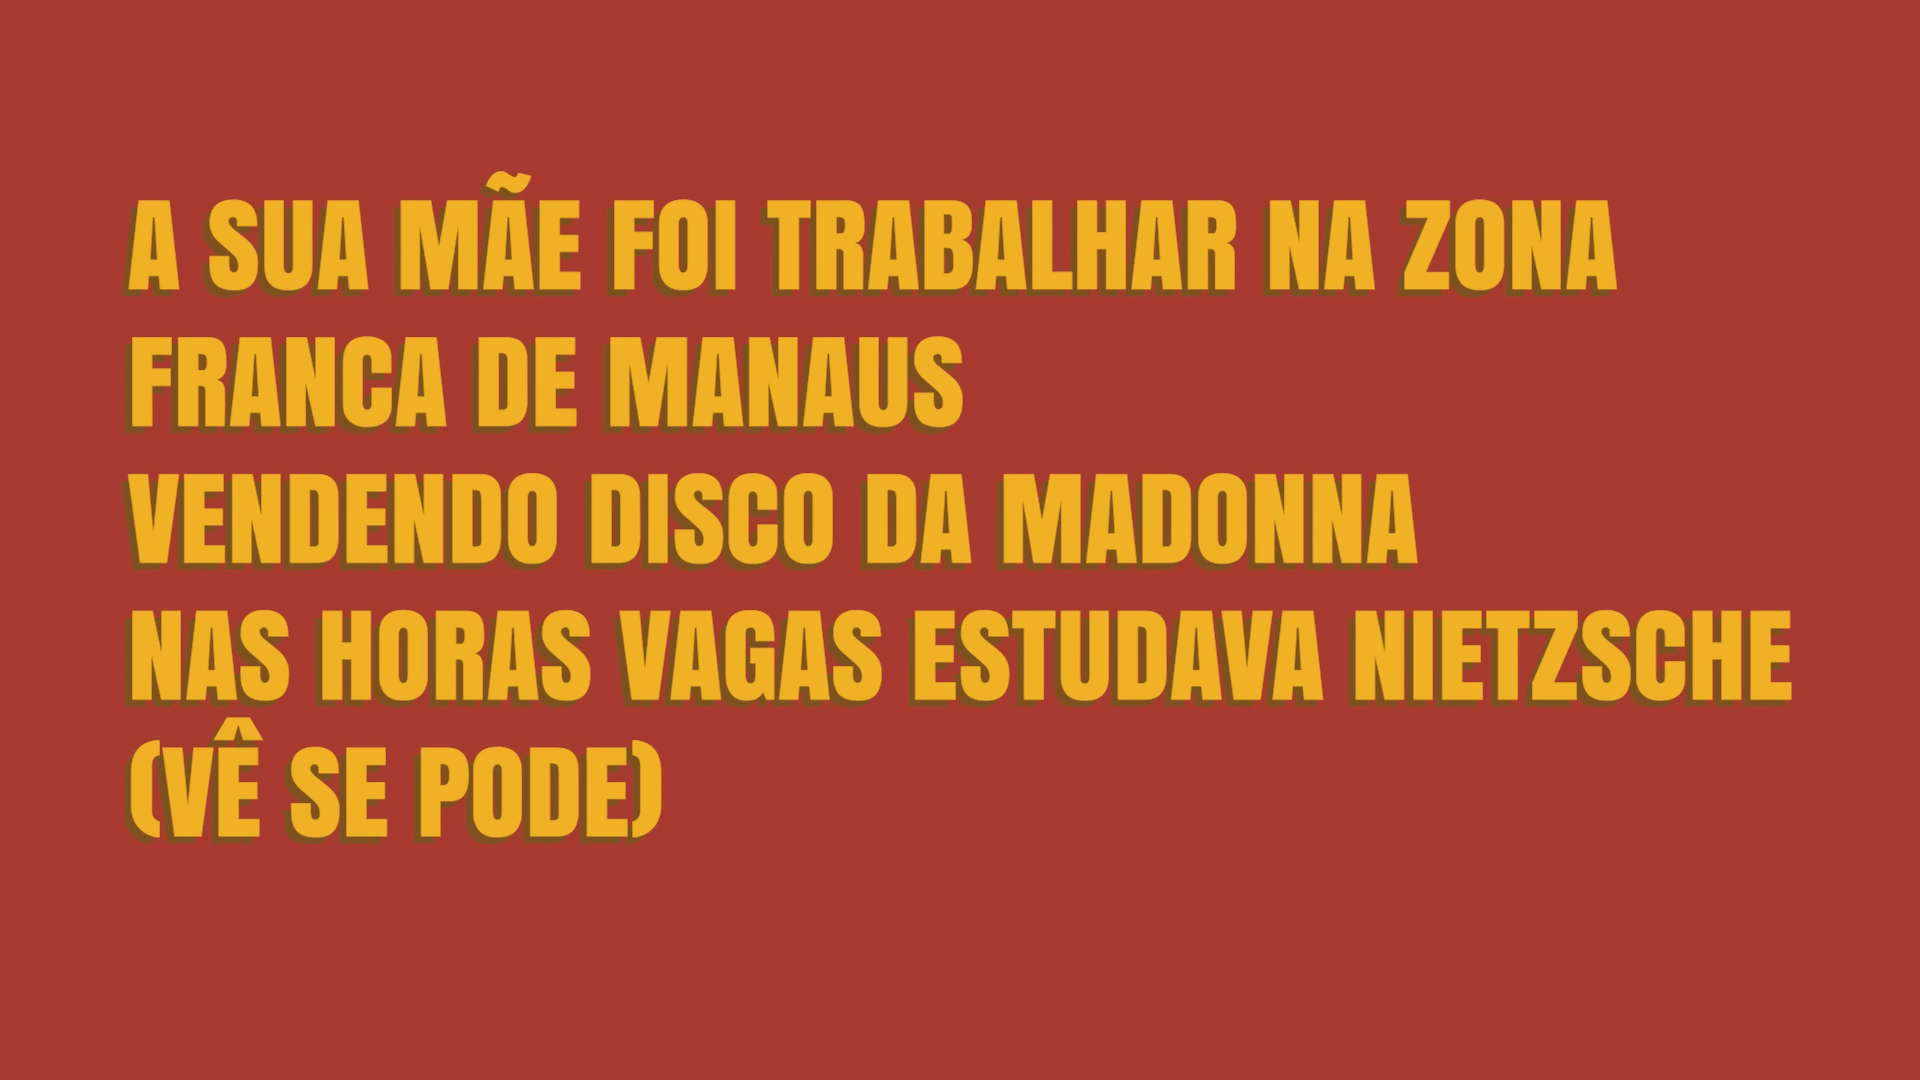 A SUA MÃE FOI TRABALHAR NA ZONA
FRANCA DE MANAUS
VENDENDO DISCO DA MADONNA
NAS HORAS VAGAS ESTUDAVA NIETZSCHE
(VÊ SE PODE)